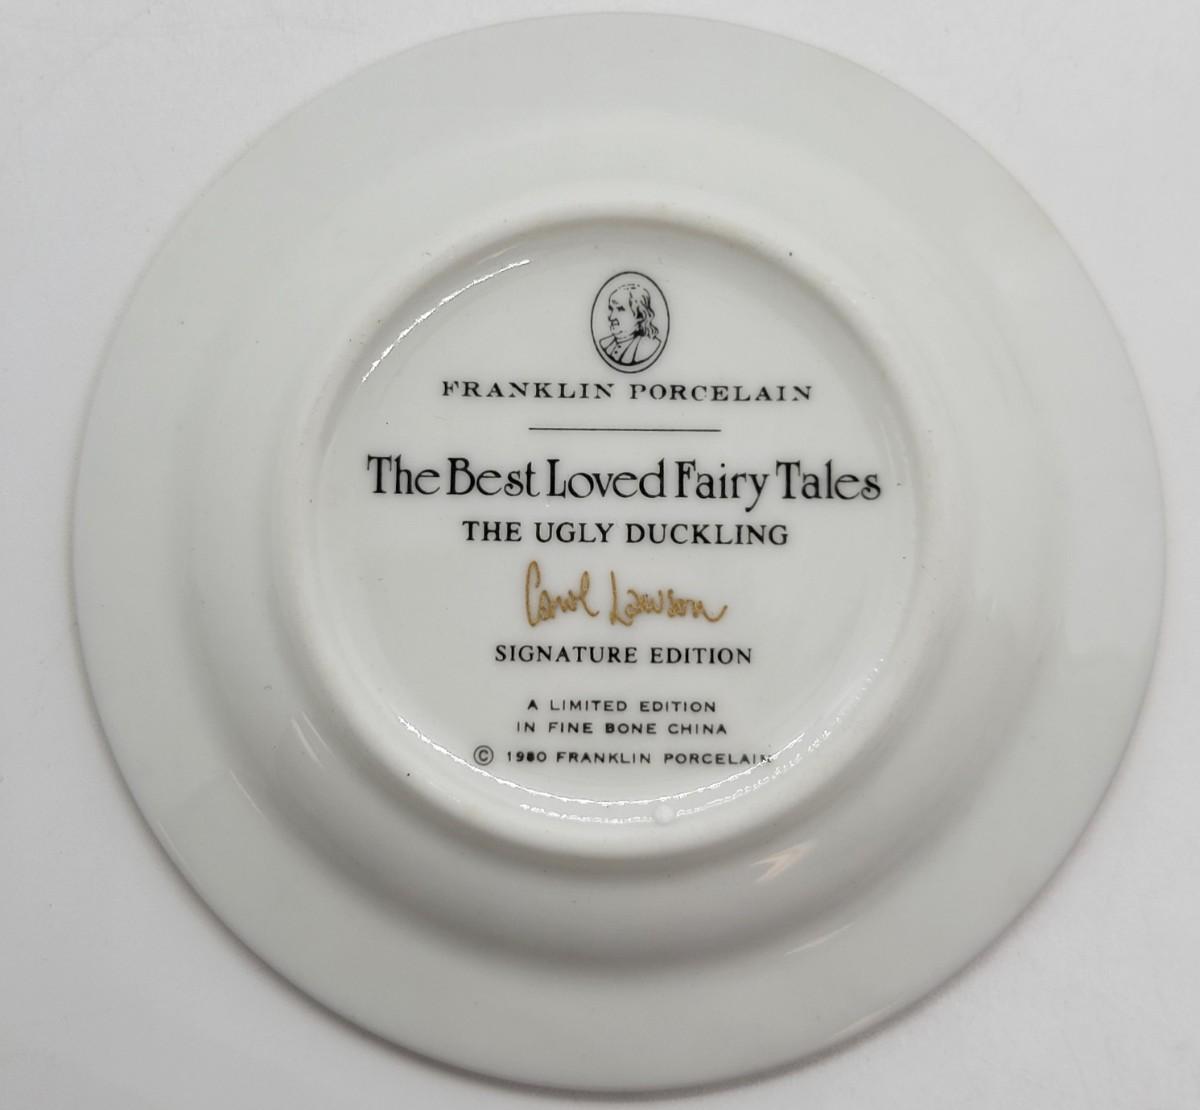 FRANKLIN PORCELAIN
The Best Loved Fairy Tales
THE UGLY DUCKLING
Carol Lawson
SIGNATURE EDITION
A LIMITED EDITION
IN FINE BONE CHINA
© 1980 FRANKLIN PORCELAIN